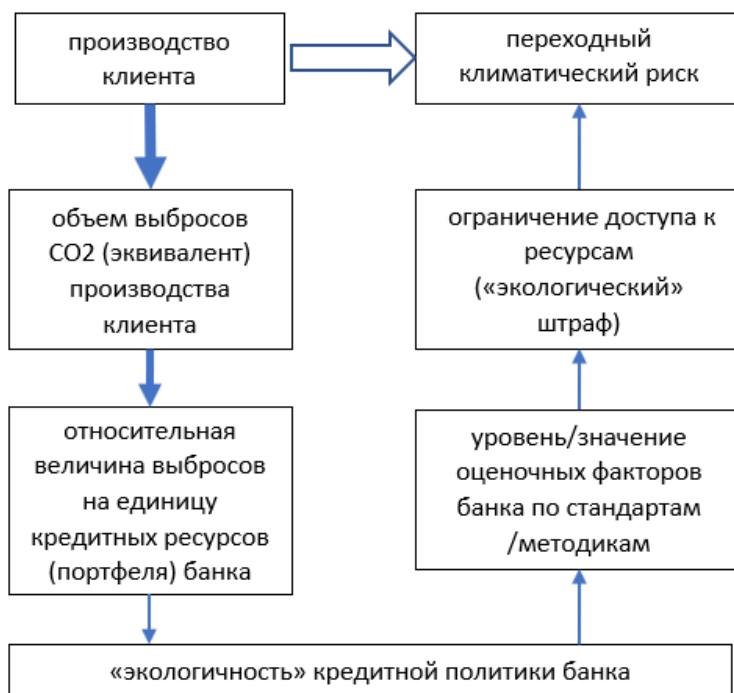 производство
клиента
переходный
климатический риск
объем выбросов
СО2 (эквивалент)
производства
клиента
ограничение доступа к
ресурсам
(«экологический»
штраф)
относительная
величина выбросов
на единицу
кредитных ресурсов
(портфеля) банка
уровень/значение
оценочных факторов
банка по стандартам
/методикам
«экологичность» кредитной политики банка